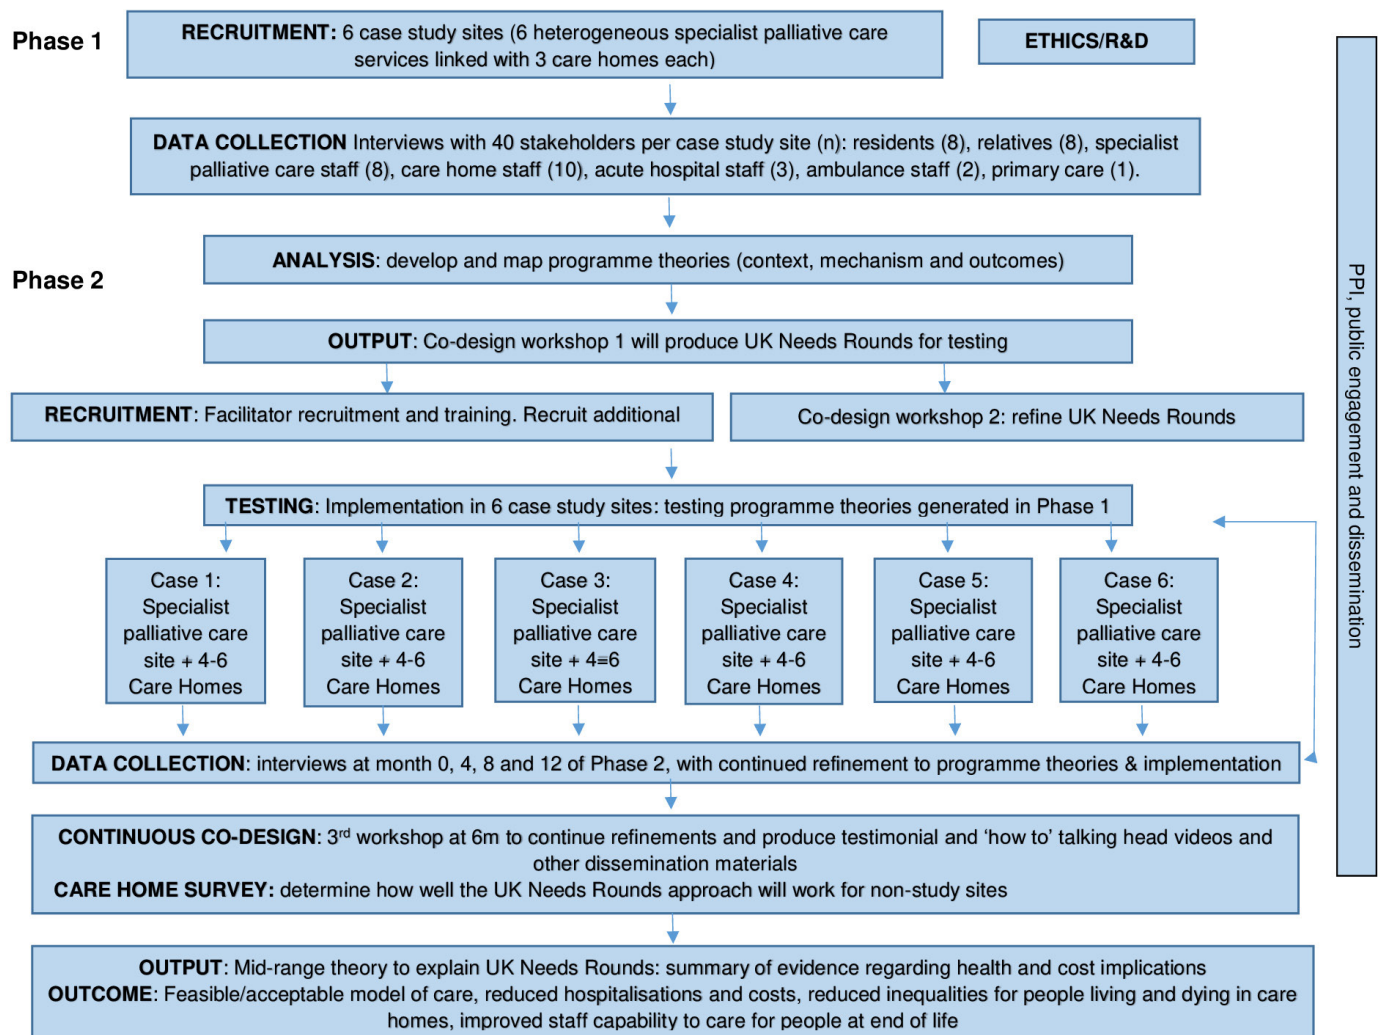 Phase 1
RECRUITMENT: 6 case study sites (6 heterogeneous specialist palliative care
services linked with 3 care homes each)
ETHICS/R&D
DATA COLLECTION Interviews with 40 stakeholders per case study site (n): residents (8), relatives (8), specialist
palliative care staff (8), care home staff (10), acute hospital staff (3), ambulance staff (2), primary care (1).
ANALYSIS: develop and map programme theories (context, mechanism and outcomes)
Phase 2
OUTPUT: Co-design workshop 1 will produce UK Needs Rounds for testing
RECRUITMENT: Facilitator recruitment and training. Recruit additional
Co-design workshop 2: refine UK Needs Rounds
TESTING: Implementation in 6 case study sites: testing programme theories generated in Phase 1
Case 1:
Specialist
palliative care
site + 4-6
Care Homes
Case 2:
Specialist
palliative care
site + 4-6
Care Homes
Case 3:
Specialist
palliative care
site + 4≡6
Care Homes
Case 4:
Specialist
palliative care
site + 4-6
Care Homes
Case 5:
Specialist
palliative care
site + 4-6
Care Homes
Case 6:
Specialist
palliative care
site + 4-6
Care Homes
DATA COLLECTION: interviews at month 0, 4, 8 and 12 of Phase 2, with continued refinement to programme theories & implementation
CONTINUOUS CO-DESIGN: 3rd workshop at 6m to continue refinements and produce testimonial and ‘how to’ talking head videos and
other dissemination materials
CARE HOME SURVEY: determine how well the UK Needs Rounds approach will work for non-study sites
OUTPUT: Mid-range theory to explain UK Needs Rounds: summary of evidence regarding health and cost implications
OUTCOME: Feasible/acceptable model of care, reduced hospitalisations and costs, reduced inequalities for people living and dying in care
homes, improved staff capability to care for people at end of life
PPI, public engagement and dissemination